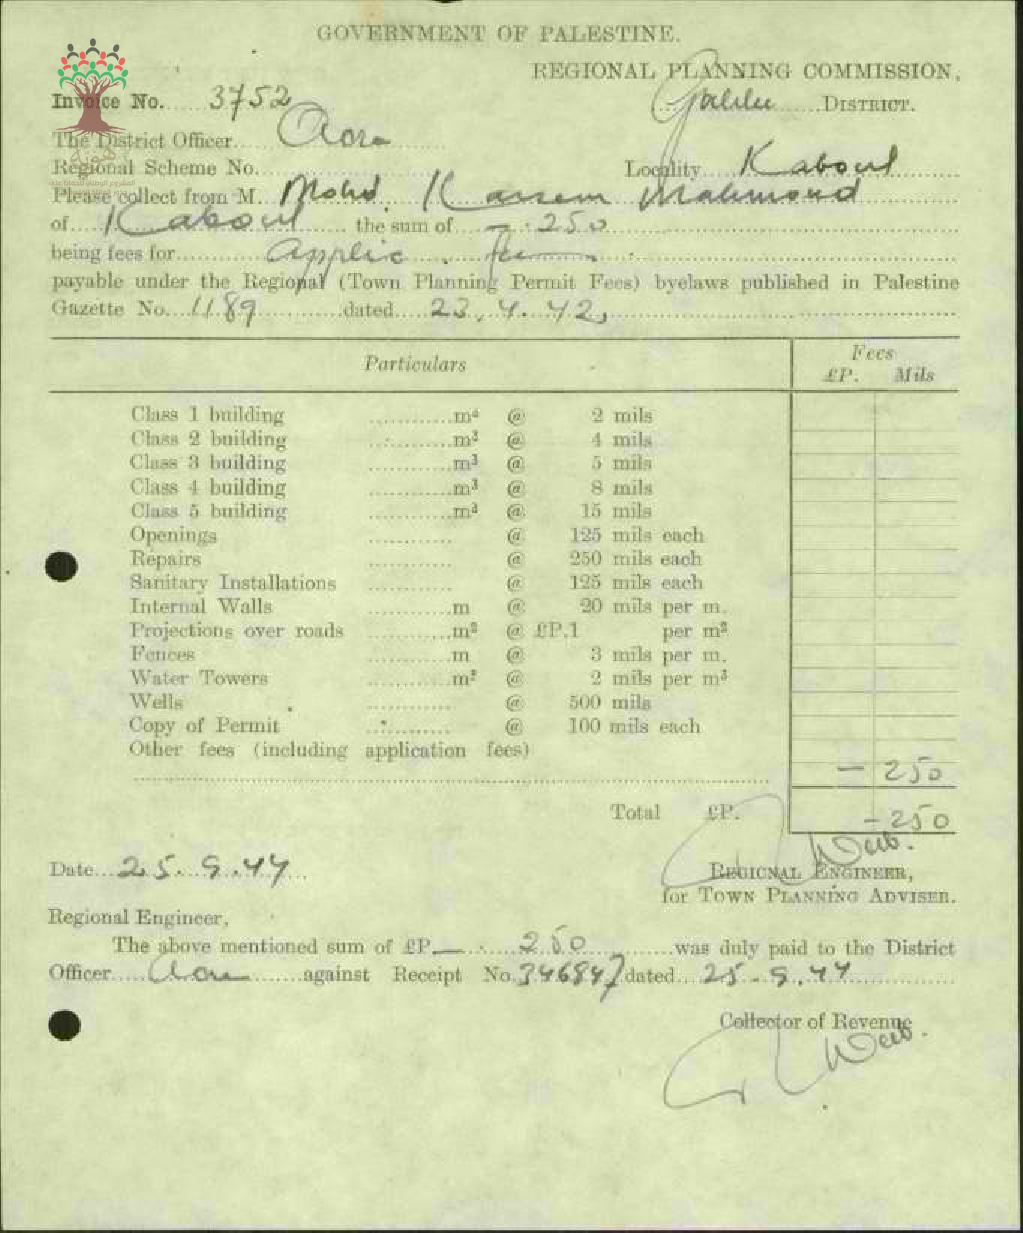 GOVERNMENT OF PALESTINE.
REGIONAL PLANNING COMMISSION,
Invoice No. 3752 Galilee DISTRICT.
The District Officer Acre
Regional Scheme No. Locality Kaboul
Please collect from M Mohd. Kassem Mahmoud
of Kaboul the sum of —.250
being fees for Applic. Fee
payable under the Regional (Town Planning Permit Fees) byelaws published in Palestine
Gazette No. 1189 dated 23.4.42,
Particulars Fees
£P. Mils
Class 1 building m³ @ 2 mils
Class 2 building m³ @ 4 mils
Class 3 building m³ @ 5 mils
Class 4 building m³ @ 8 mils
Class 5 building m³ @ 15 mils
Openings @ 125 mils each
Repairs @ 250 mils each
Sanitary Installations @ 125 mils each
Internal Walls m @ 20 mils per m.
Projections over roads m² @ £P.1 per m²
Fences m @ 3 mils per m.
Water Towers m³ @ 2 mils per m³
Wells @ 500 mils
Copy of Permit @ 100 mils each
Other fees (including application fees)
— 250
Total £P. — 250
Date 25.9.47 REGIONAL ENGINEER,
for TOWN PLANNING ADVISER.
Regional Engineer,
The above mentioned sum of £P. — 250 was duly paid to the District
Officer Acre against Receipt No. 346847 dated 25.9.47
Collector of Revenue